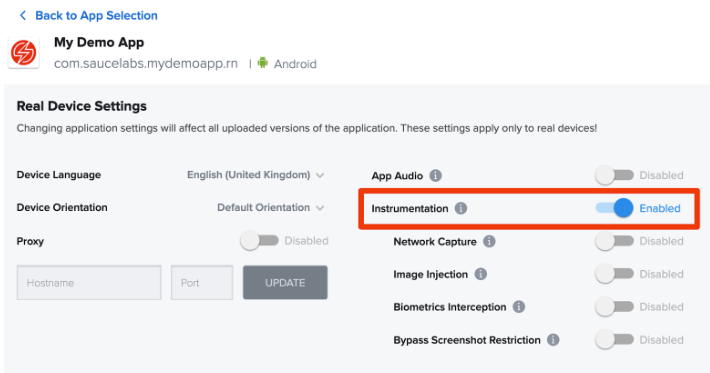 Back to App Selection
My Demo App
com.saucelabs.mydemoapp.rn | Android
Real Device Settings
Changing application settings will affect all uploaded versions of the application. These settings apply only to real devices!
Device Language English (United Kingdom)
Device Orientation Default Orientation
Proxy Disabled
Hostname Port UPDATE
App Audio Disabled
Instrumentation Enabled
Network Capture Disabled
Image Injection Disabled
Biometrics Interception Disabled
Bypass Screenshot Restriction Disabled